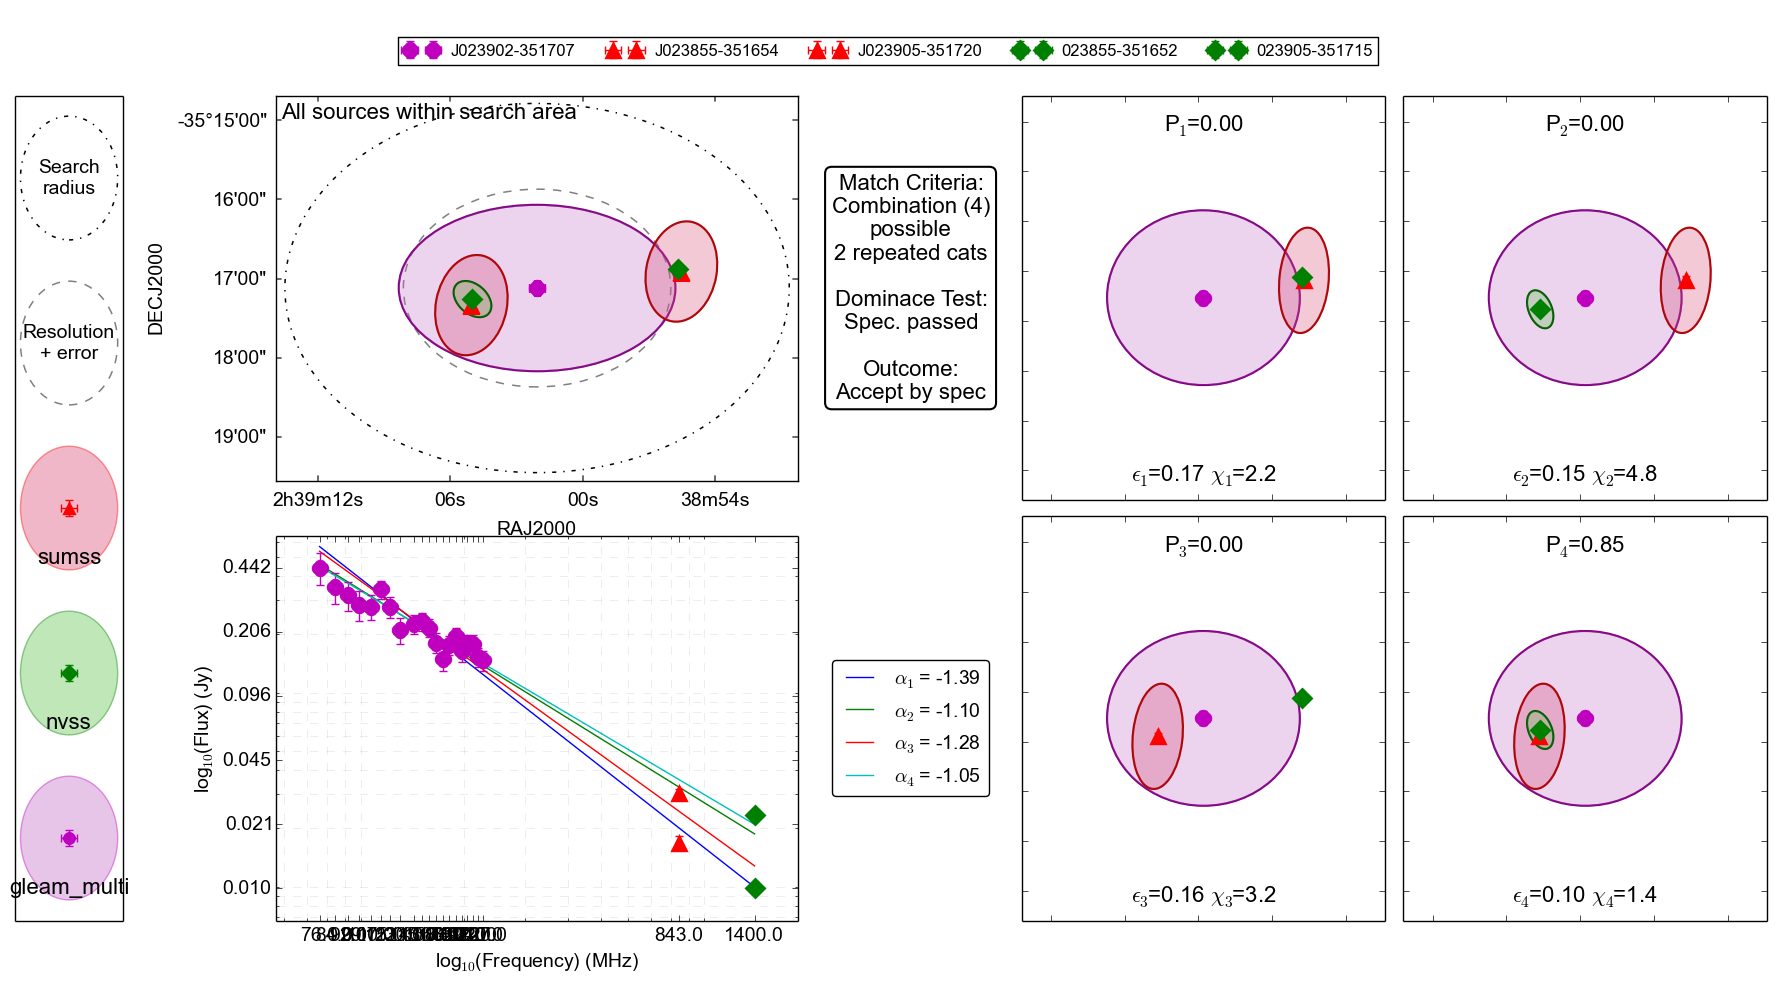 J023902-351707
J023855-351654
J023905-351720
023855-351652
023905-351715
Search
radius
Resolution
+ error
sumss
nvss
gleam_multi
All sources within search area
-35°15'00"
16'00"
17'00"
18'00"
19'00"
DECJ2000
2h39m12s
06s
00s
38m54s
RAJ2000
Match Criteria:
Combination (4)
possible
2 repeated cats
Dominace Test:
Spec. passed
Outcome:
Accept by spec
P1=0.00
ϵ1=0.17 χ1=2.2
P2=0.00
ϵ2=0.15 χ2=4.8
0.442
0.206
0.096
0.045
0.021
0.010
log10(Flux) (Jy)
843.0
1400.0
log10(Frequency) (MHz)
α1 = -1.39
α2 = -1.10
α3 = -1.28
α4 = -1.05
P3=0.00
ϵ3=0.16 χ3=3.2
P4=0.85
ϵ4=0.10 χ4=1.4